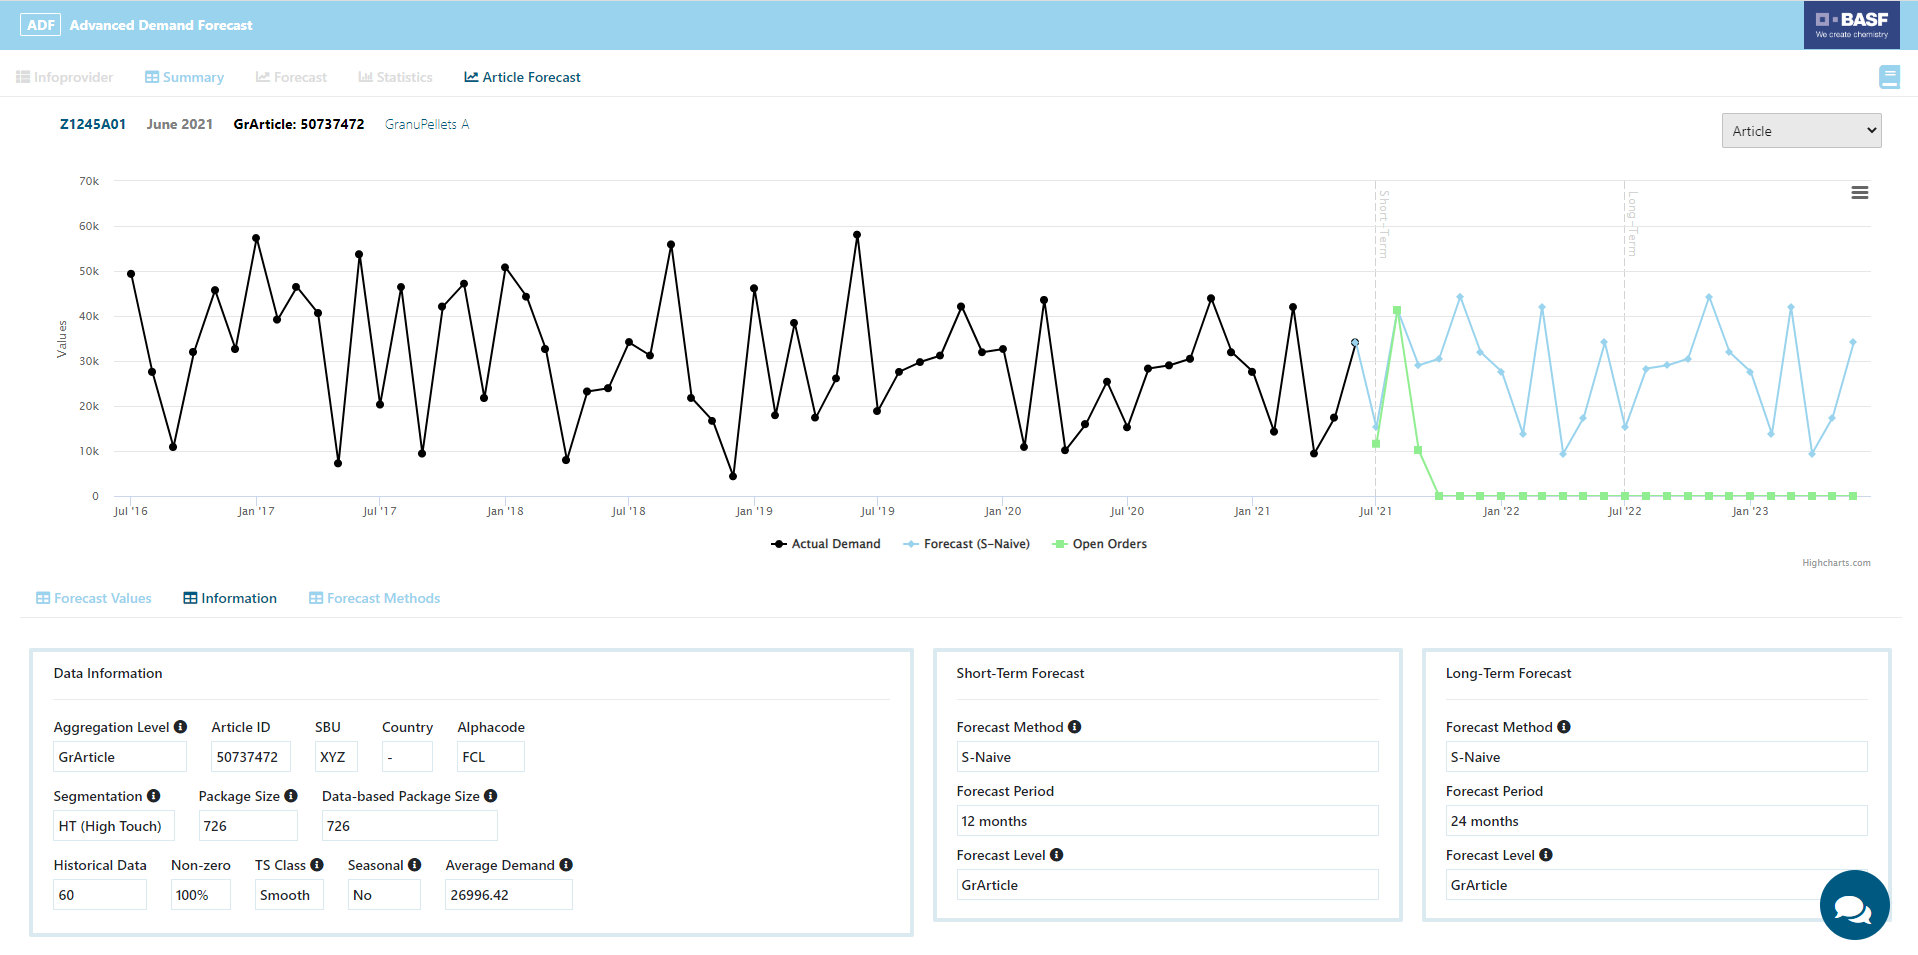 ADF Advanced Demand Forecast
BASF
We create chemistry
Infoprovider Summary Forecast Statistics Article Forecast
Z1245A01 June 2021 GrArticle: 50737472 GranuPellets A
Article
Values
70k
60k
50k
40k
30k
20k
10k
0
Short-Term
Long-Term
Jul '16 Jan '17 Jul '17 Jan '18 Jul '18 Jan '19 Jul '19 Jan '20 Jul '20 Jan '21 Jul '21 Jan '22 Jul '22 Jan '23
Actual Demand Forecast (S-Naive) Open Orders
Highcharts.com
Forecast Values Information Forecast Methods
Data Information
Aggregation Level Article ID SBU Country Alphacode
GrArticle 50737472 XYZ - FCL
Segmentation Package Size Data-based Package Size
HT (High Touch) 726 726
Historical Data Non-zero TS Class Seasonal Average Demand
60 100% Smooth No 26996.42
Short-Term Forecast
Forecast Method
S-Naive
Forecast Period
12 months
Forecast Level
GrArticle
Long-Term Forecast
Forecast Method
S-Naive
Forecast Period
24 months
Forecast Level
GrArticle